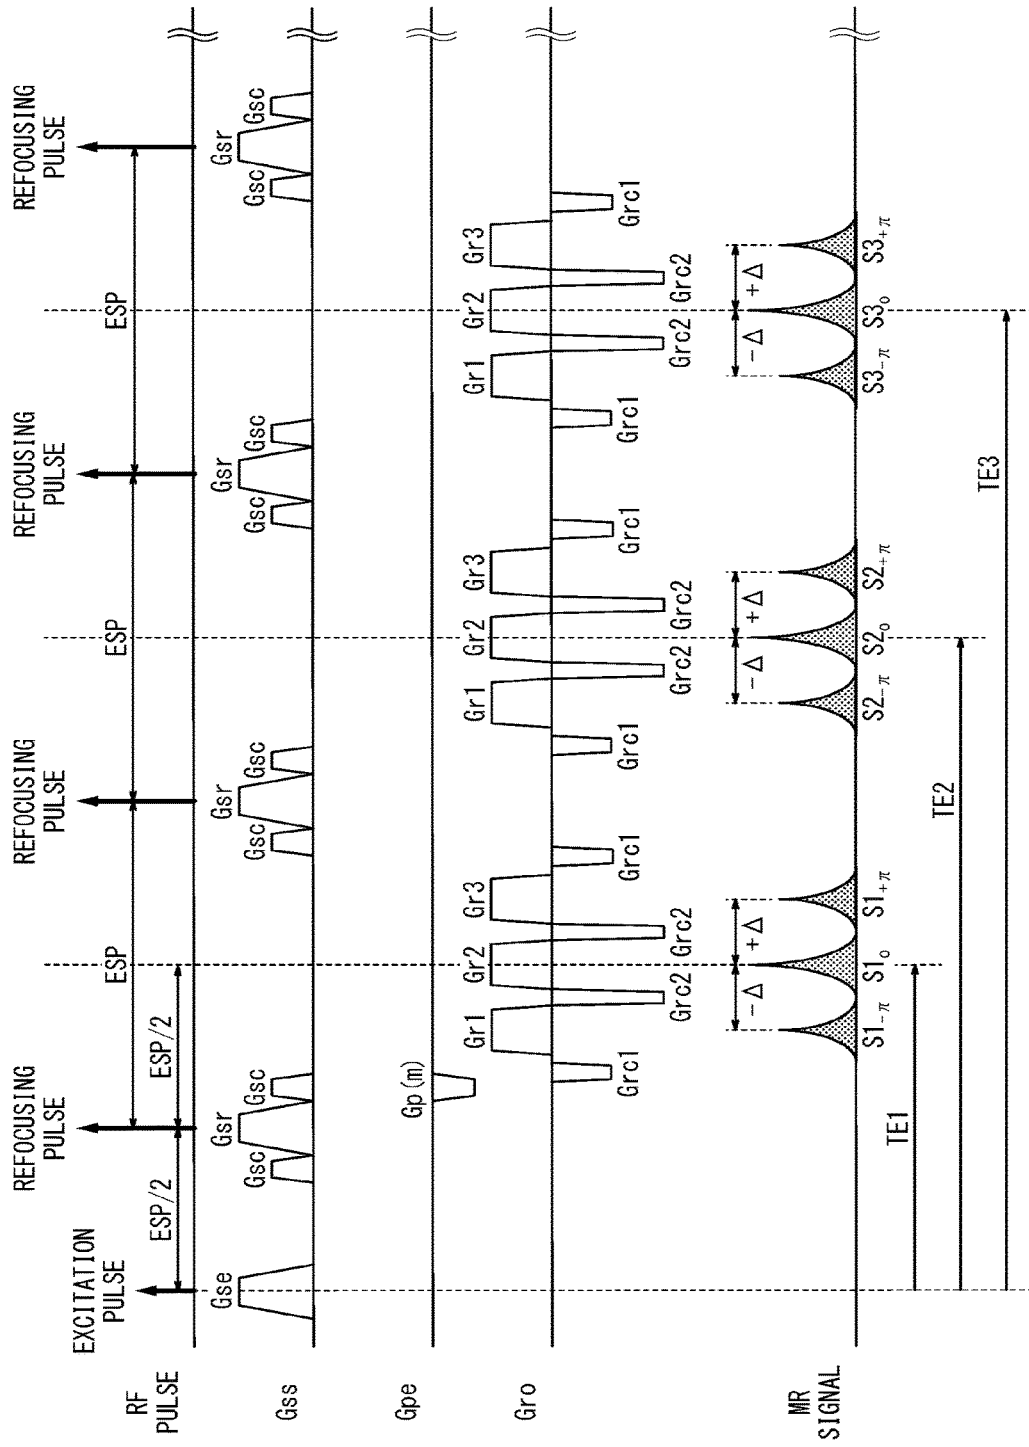 EXCITATION
PULSE
REFOCUSING
PULSE
REFOCUSING
PULSE
REFOCUSING
PULSE
REFOCUSING
PULSE
RF
PULSE
ESP/2
ESP/2
ESP
ESP
ESP
Gss
Gse
Gsc
Gsr
Gsc
Gsc
Gsr
Gsc
Gsc
Gsr
Gsc
Gsc
Gsr
Gsc
Gpe
Gp(m)
Gro
Grc1
Gr1
Grc2
Gr2
Grc2
Gr3
Grc1
Grc1
Gr1
Grc2
Gr2
Grc2
Gr3
Grc1
Grc1
Gr1
Grc2
Gr2
Grc2
Gr3
Grc1
MR
SIGNAL
-Δ
+Δ
-Δ
+Δ
-Δ
+Δ
S1-π
S10
S1+π
S2-π
S20
S2+π
S3-π
S30
S3+π
TE1
TE2
TE3